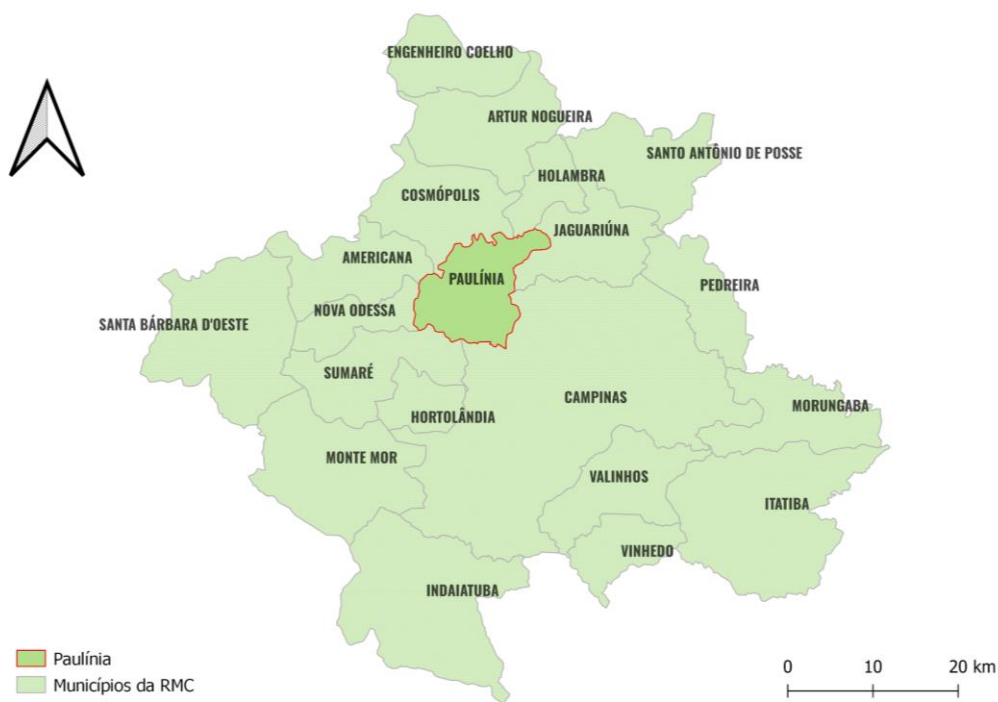 ENGENHEIRO COELHO
ARTUR NOGUEIRA
SANTO ANTÔNIO DE POSSE
HOLAMBRA
COSMÓPOLIS
JAGUARIÚNA
AMERICANA
PAULÍNIA
PEDREIRA
NOVA ODESSA
SANTA BÁRBARA D'OESTE
SUMARÉ
CAMPINAS
MORUNGABA
HORTOLÂNDIA
MONTE MOR
VALINHOS
ITATIBA
VINHEDO
INDAIATUBA
Paulínia
Municípios da RMC
0 10 20 km